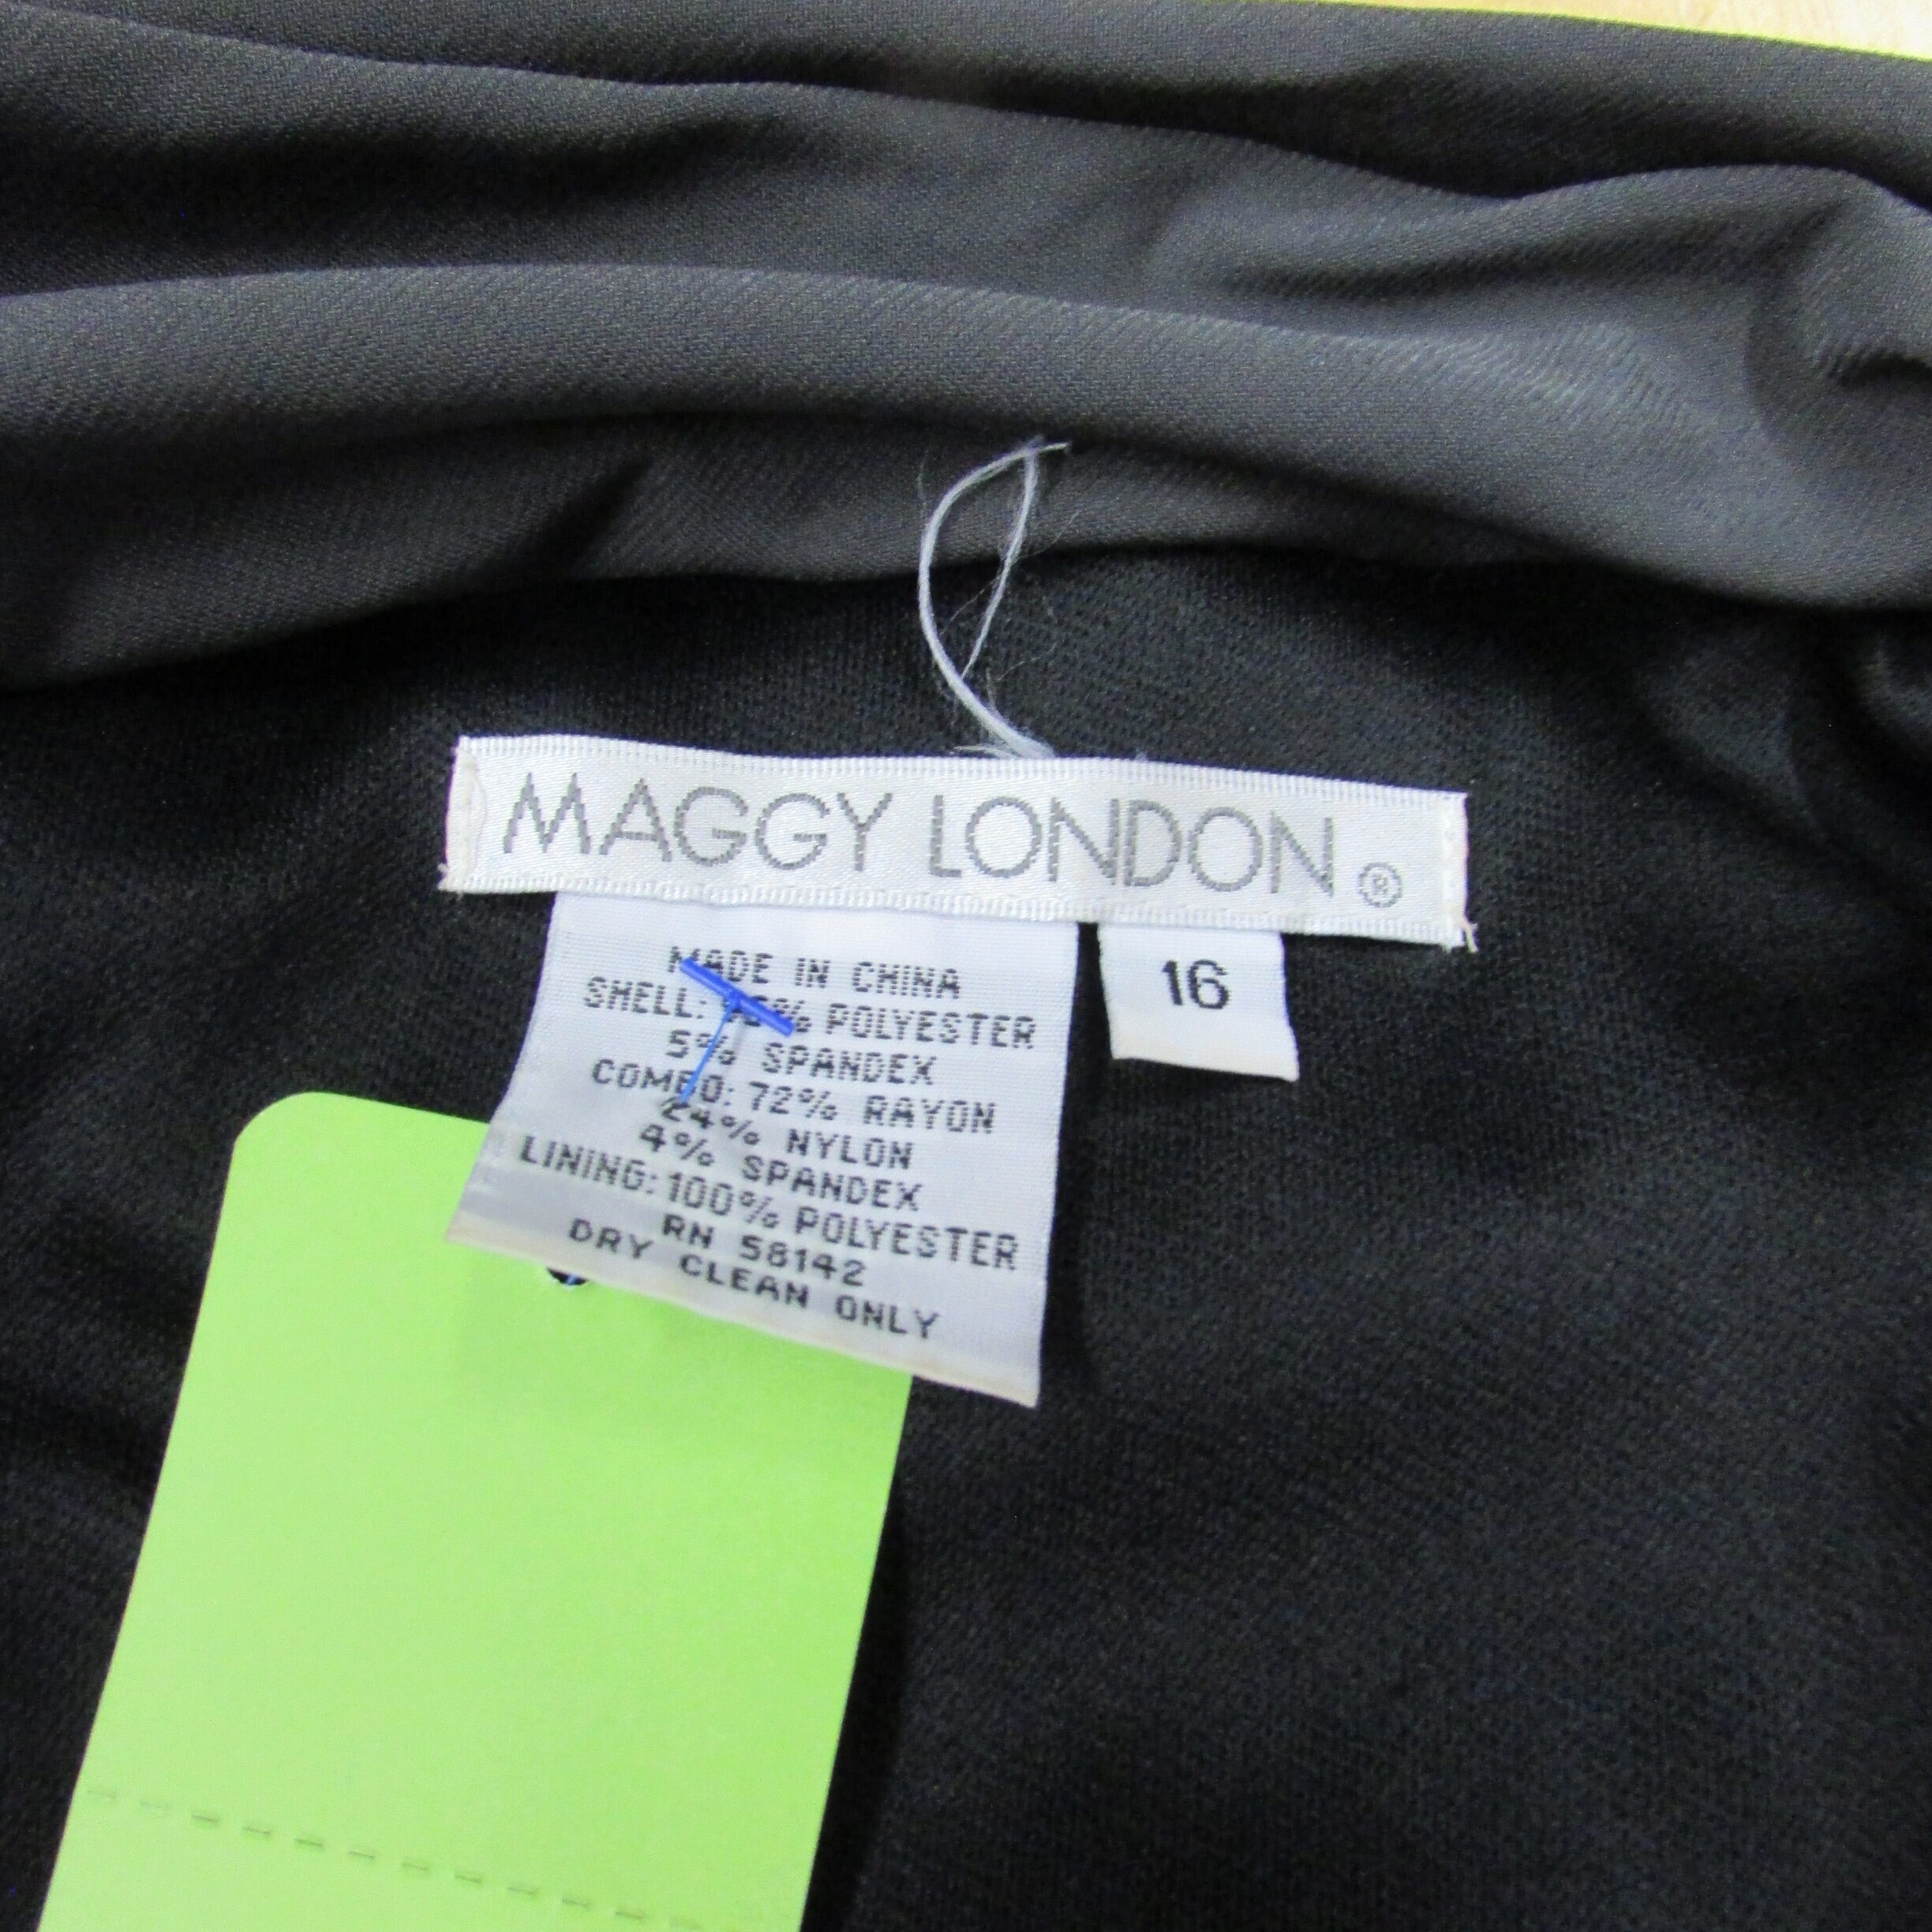 MAGGY LONDON ®
16
MADE IN CHINA
SHELL: POLYESTER
5% SPANDEX
COMBO: 72% RAYON
24% NYLON
4% SPANDEX
LINING: 100% POLYESTER
RN 58142
DRY CLEAN ONLY